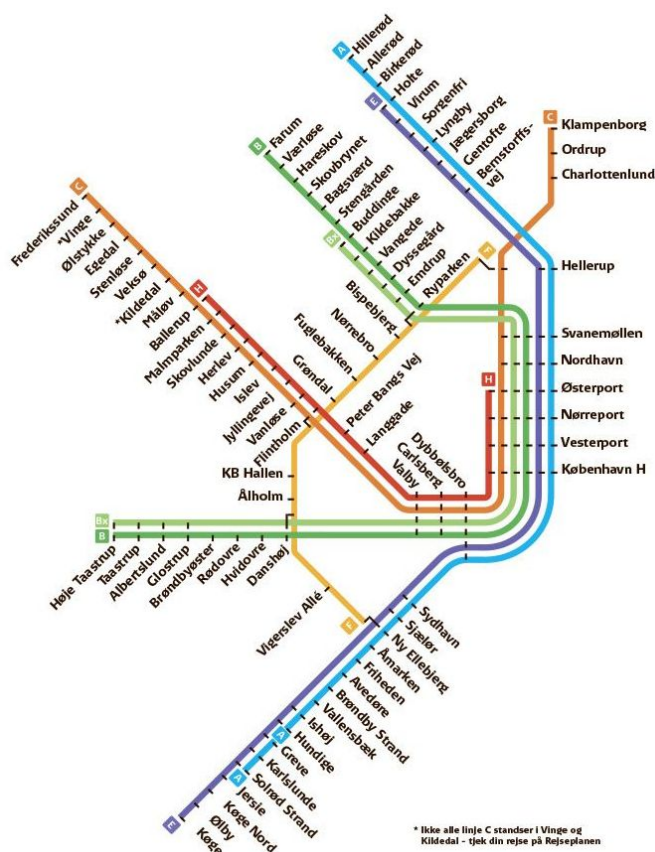 A
Hillerød
Allerød
Birkerød
Holte
Virum
Sorgenfri
Lyngby
Jægersborg
Gentofte
Bernstorffs-
vej
E
C
Klampenborg
Ordrup
Charlottenlund
Hellerup
Svanemøllen
Nordhavn
H
Østerport
Nørreport
Vesterport
København H
B
Farum
Værløse
Hareskov
Skovbrynet
Bagsværd
Stengården
Buddinge
Kildebakke
Vangede
Dyssegård
Emdrup
Ryparken
Bx
F
Bispebjerg
Nørrebro
Fuglebakken
Grøndal
C
Frederikssund
*Vinge
Ølstykke
Egedal
Stenløse
Veksø
*Kildedal
Måløv
Ballerup
Malmparken
Skovlunde
Herlev
Husum
Islev
Jyllingevej
Vanløse
Flintholm
H
Peter Bangs Vej
Langgade
Valby
Carlsberg
Dybbølsbro
KB Hallen
Ålholm
Bx
B
Høje Taastrup
Taastrup
Albertslund
Glostrup
Brøndbyøster
Rødovre
Hvidovre
Danshøj
Vigerslev Allé
F
Sydhavn
Sjælør
Ny Ellebjerg
Åmarken
Friheden
Avedøre
Brøndby Strand
Vallensbæk
Ishøj
Hundige
A
Greve
Karlslunde
Solrød Strand
A
Jersie
Køge Nord
Ølby
Køge
E
* Ikke alle linje C standser i Vinge og
Kildedal – tjek din rejse på Rejseplanen